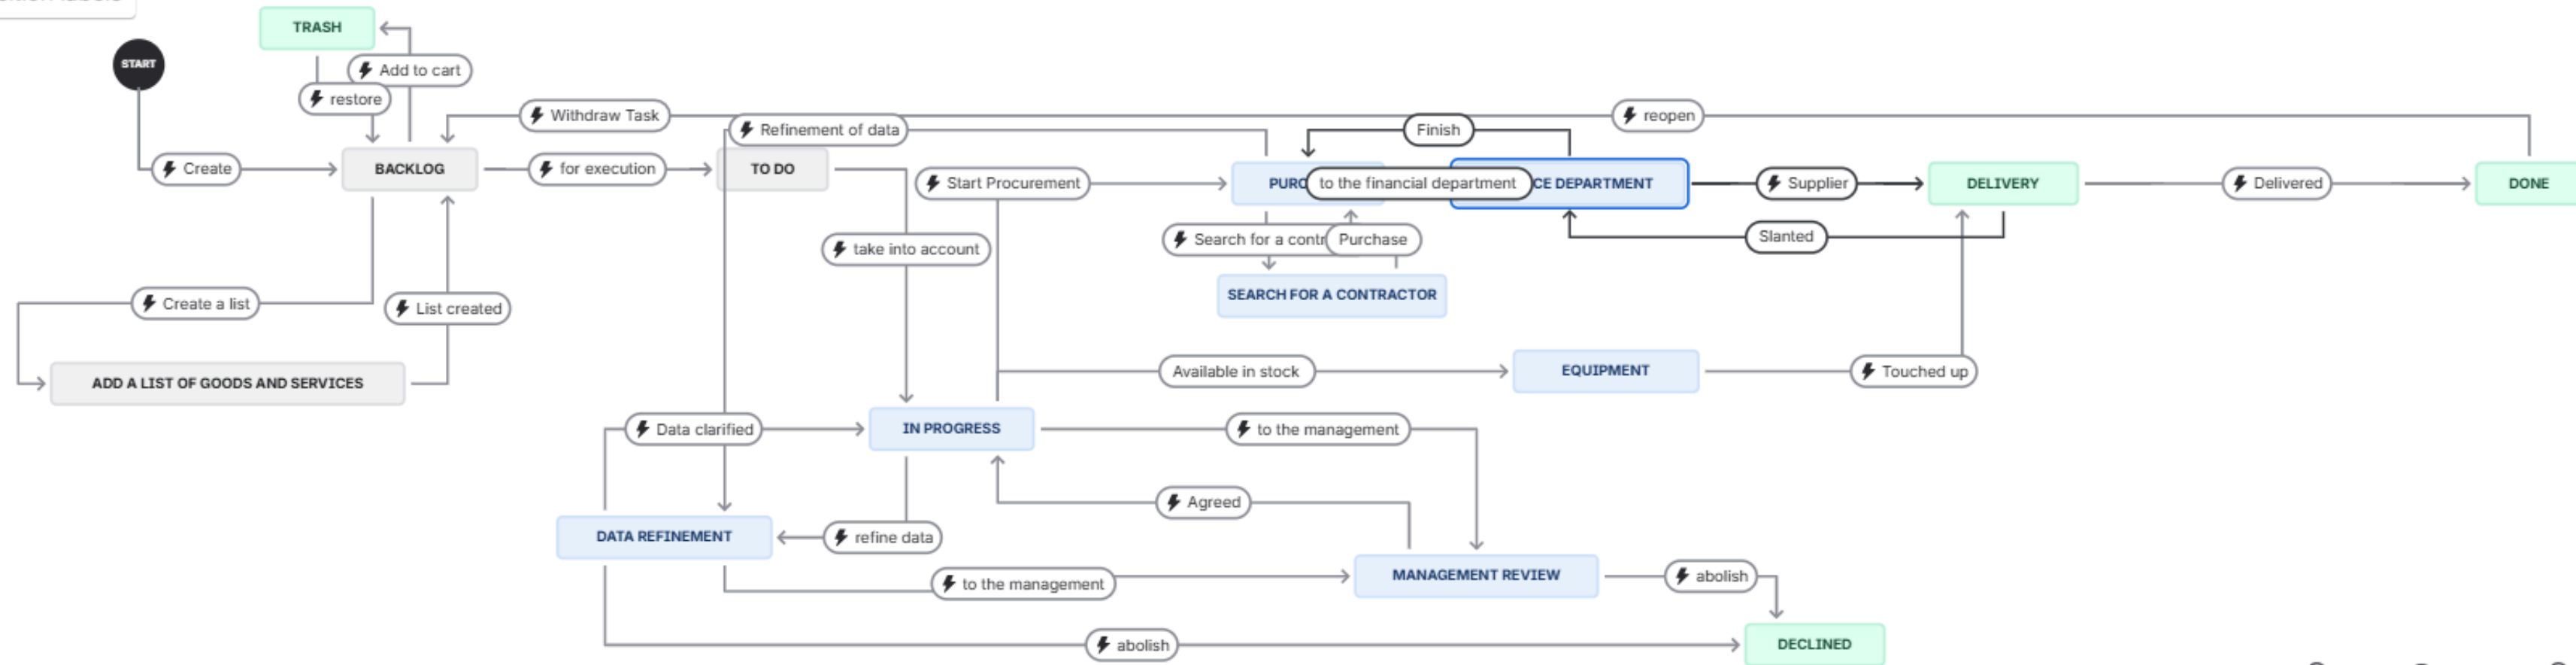 TRASH
START
Add to cart
restore
Withdraw Task
reopen
Refinement of data
Finish
Create
BACKLOG
for execution
TO DO
Start Procurement
PURC
to the financial department
CE DEPARTMENT
Supplier
DELIVERY
Delivered
DONE
take into account
Search for a contr
Purchase
Slanted
Create a list
List created
SEARCH FOR A CONTRACTOR
ADD A LIST OF GOODS AND SERVICES
Available in stock
EQUIPMENT
Touched up
Data clarified
IN PROGRESS
to the management
Agreed
DATA REFINEMENT
refine data
to the management
MANAGEMENT REVIEW
abolish
abolish
DECLINED